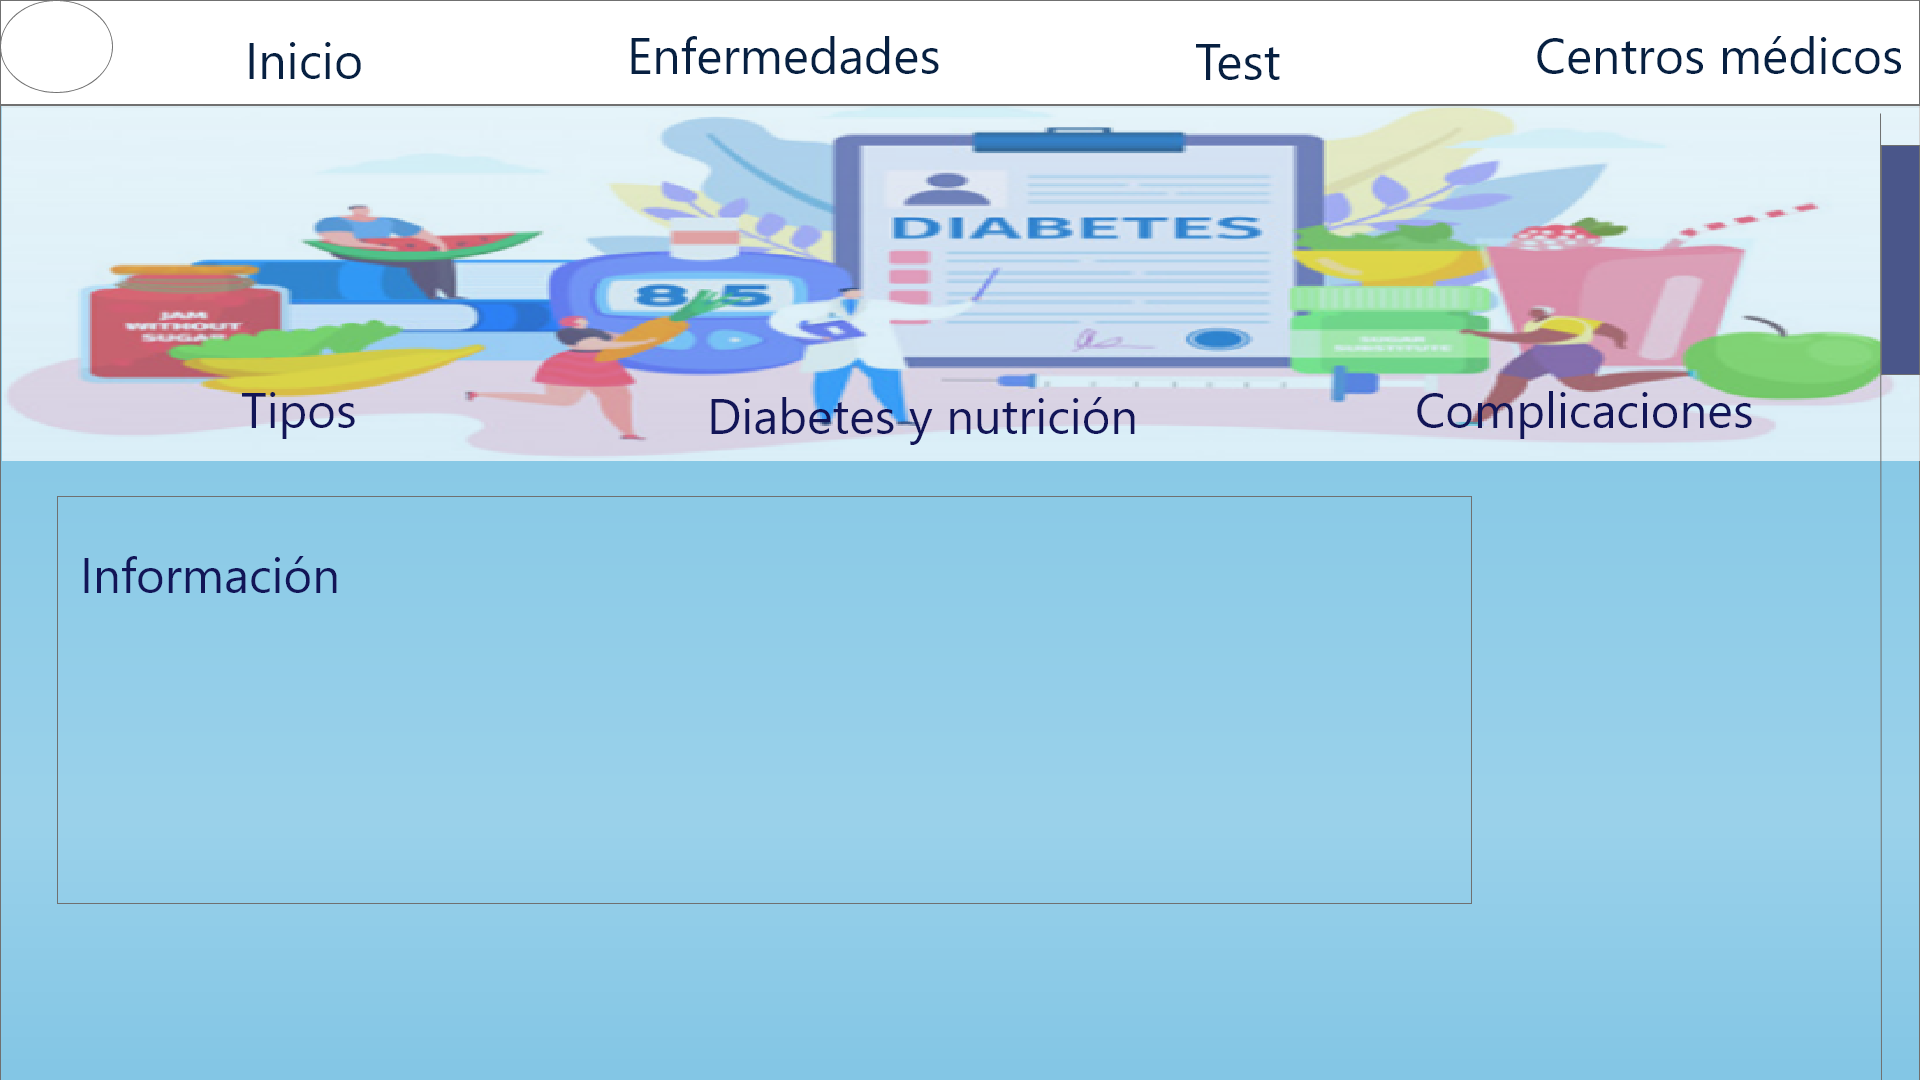 Inicio
Enfermedades
Test
Centros médicos
DIABETES
8.5
JAM
WITHOUT
SUGAR
SUGAR
SUBSTITUTE
Tipos
Diabetes y nutrición
Complicaciones
Información